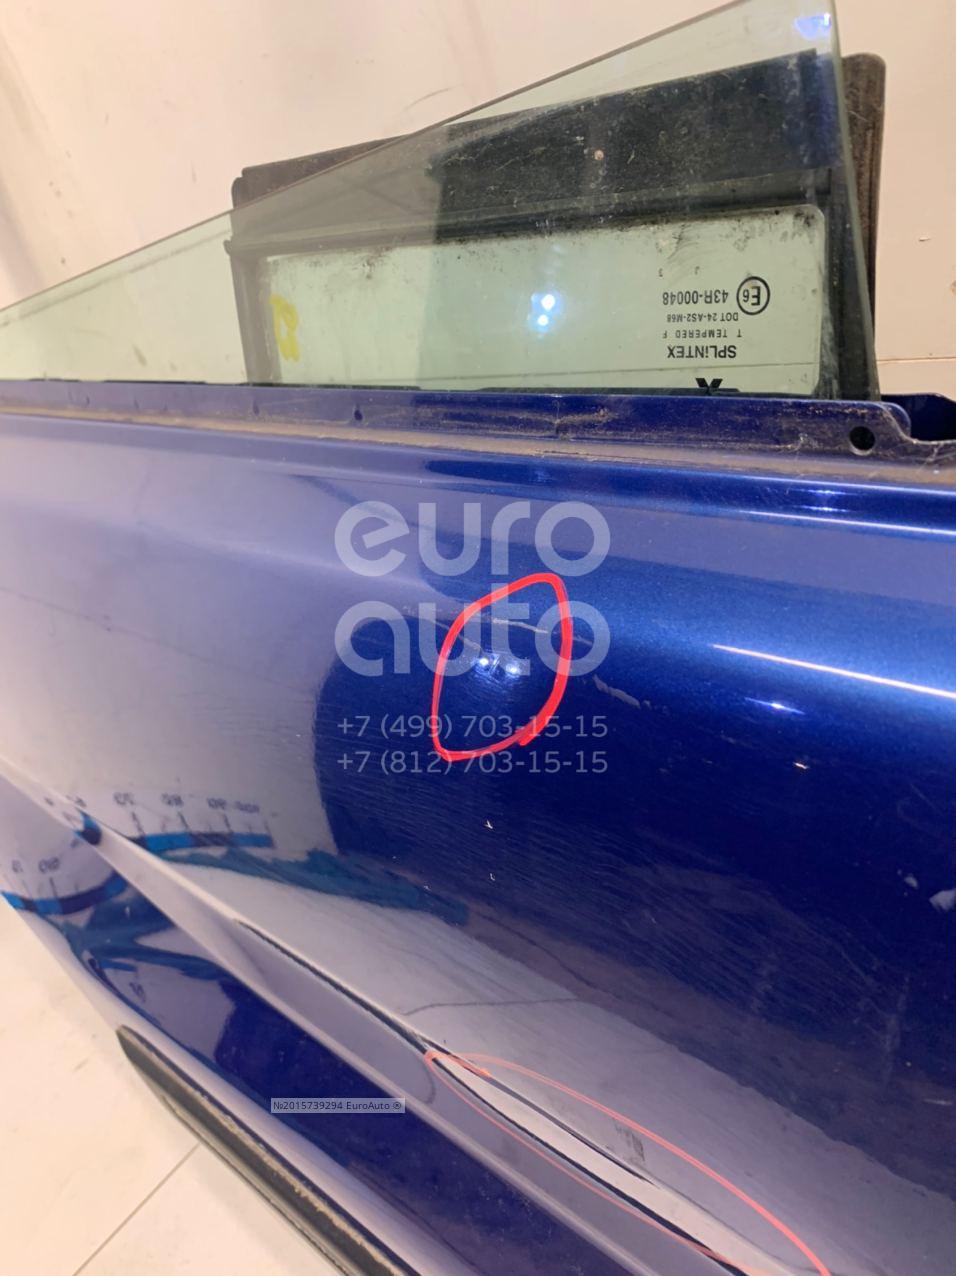 E6
43R-00048
DOT 24-AS2-M68
T TEMPERED F
SPLiNTEX
euro
auto
+7 (499) 703-15-15
+7 (812) 703-15-15
№2015739294 EuroAuto ®